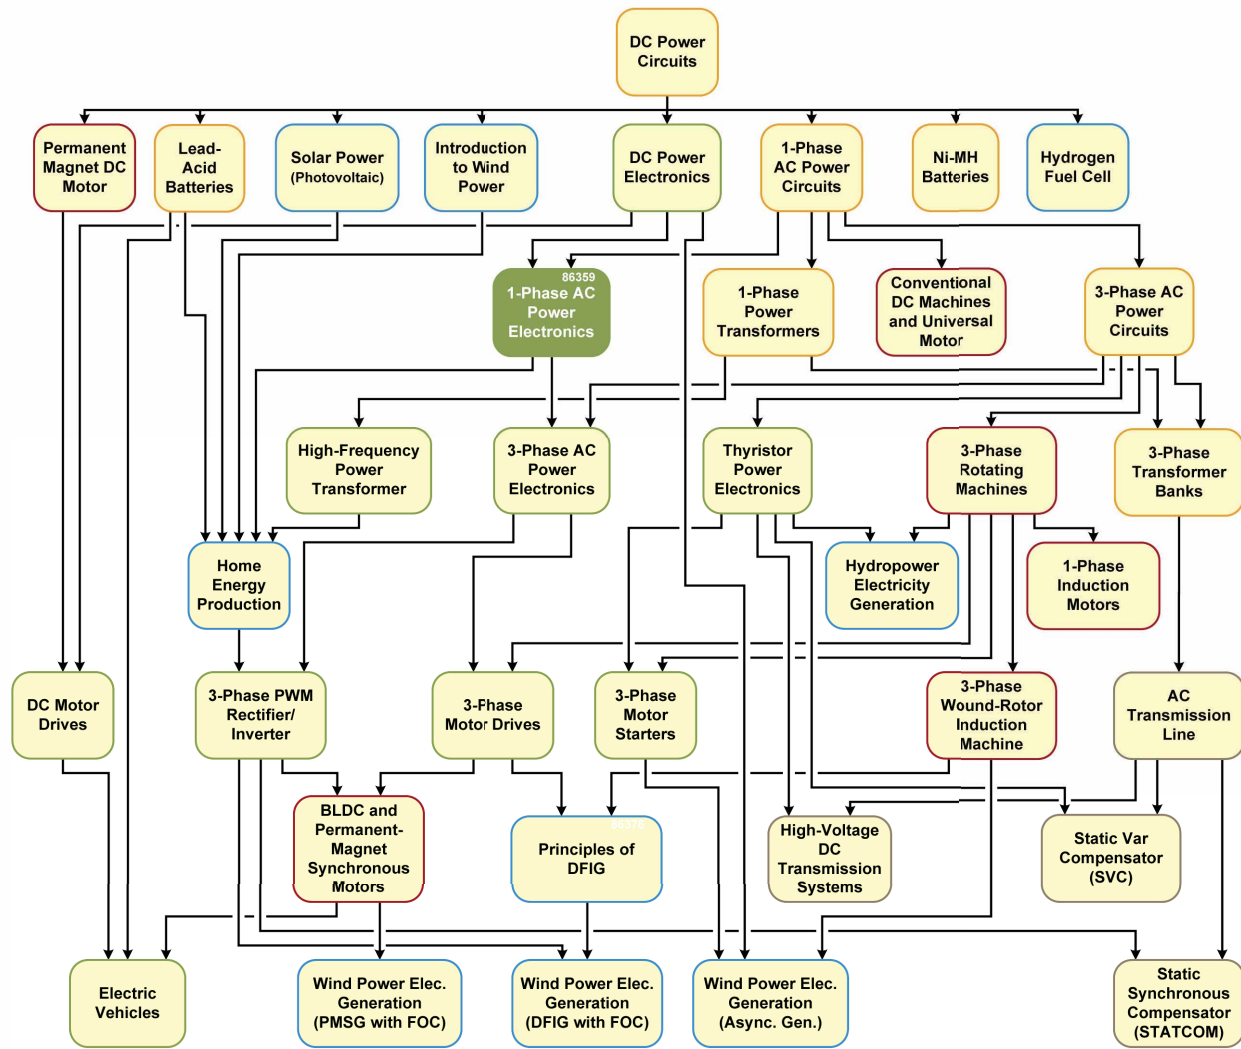 DC Power
Circuits
Permanent
Magnet DC
Motor
Lead-
Acid
Batteries
Solar Power
(Photovoltaic)
Introduction
to Wind
Power
DC Power
Electronics
1-Phase
AC Power
Circuits
Ni-MH
Batteries
Hydrogen
Fuel Cell
86359
1-Phase AC
Power
Electronics
1-Phase
Power
Transformers
Conventional
DC Machines
and Universal
Motor
3-Phase AC
Power
Circuits
High-Frequency
Power
Transformer
3-Phase AC
Power
Electronics
Thyristor
Power
Electronics
3-Phase
Rotating
Machines
3-Phase
Transformer
Banks
Home
Energy
Production
Hydropower
Electricity
Generation
1-Phase
Induction
Motors
DC Motor
Drives
3-Phase PWM
Rectifier/
Inverter
3-Fhase
Motor Drives
3-Phase
Motor
Starters
3-Phase
Wound-Rotor
Induction
Machine
AC
Transmission
Line
BLDC and
Permanent-
Magnet
Synchronous
Motors
Principles of
DFIG
High-Voltage
DC
Transmission
Systems
Static Var
Compensator
(SVC)
Electric
Vehicles
Wind Power Elec.
Generation
(PMSG with FOC)
Wind Power Elec.
Generation
(DFIG with FOC)
Wind Power Elec.
Generation
(Async. Gen.)
Static
Synchronous
Compensator
(STATCOM)